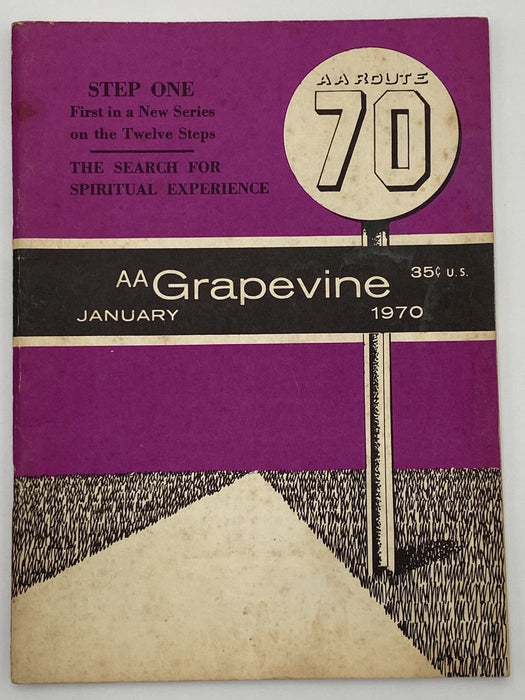 STEP ONE
First in a New Series
on the Twelve Steps
THE SEARCH FOR
SPIRITUAL EXPERIENCE
AA ROUTE
70
AA Grapevine 35¢ U.S.
JANUARY 1970